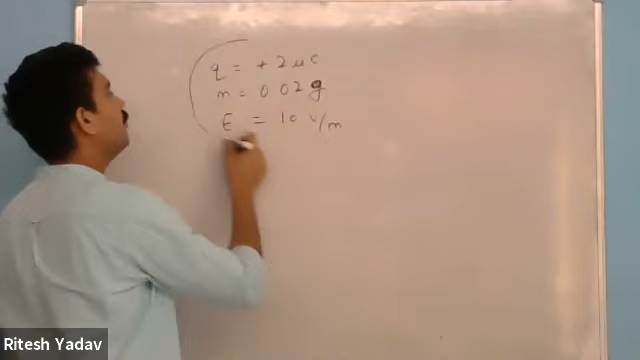 q = + 2 μc
m = 0 02 g
E = 10 v/m
Ritesh Yadav